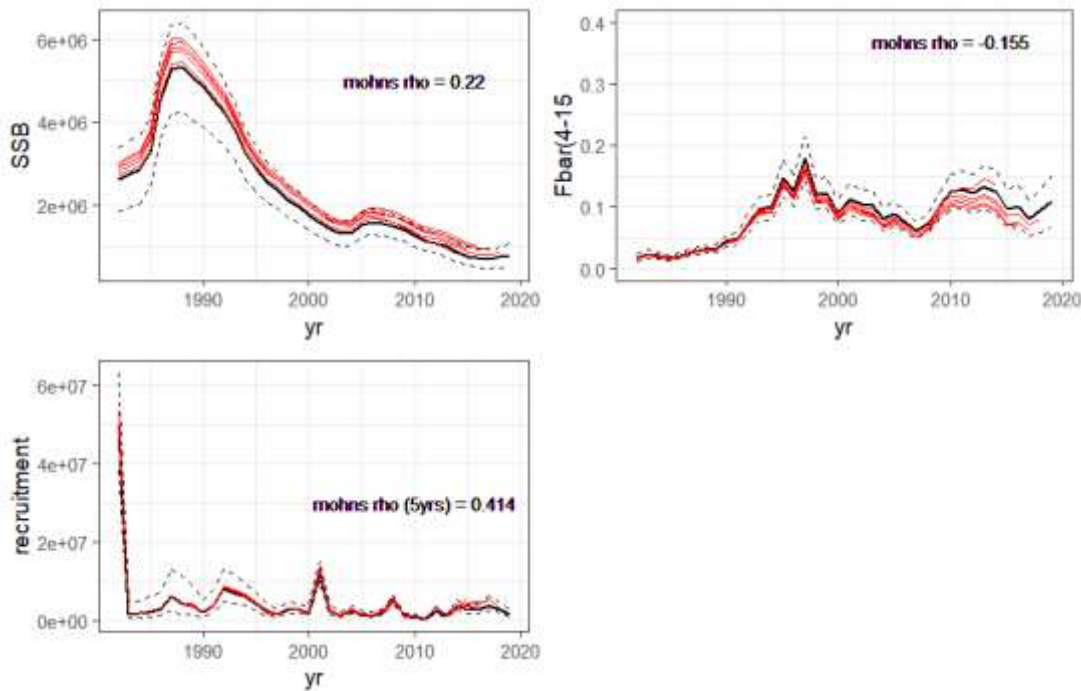 6e+06
4e+06
2e+06
SSB
mohns rho = 0.22
1990
2000
2010
2020
yr
0.4
0.3
0.2
0.1
0.0
Fbar(4-15
mohns rho = -0.155
1990
2000
2010
2020
yr
6e+07
4e+07
2e+07
0e+00
recruitment
mohns rho (5yrs) = 0.414
1990
2000
2010
2020
yr